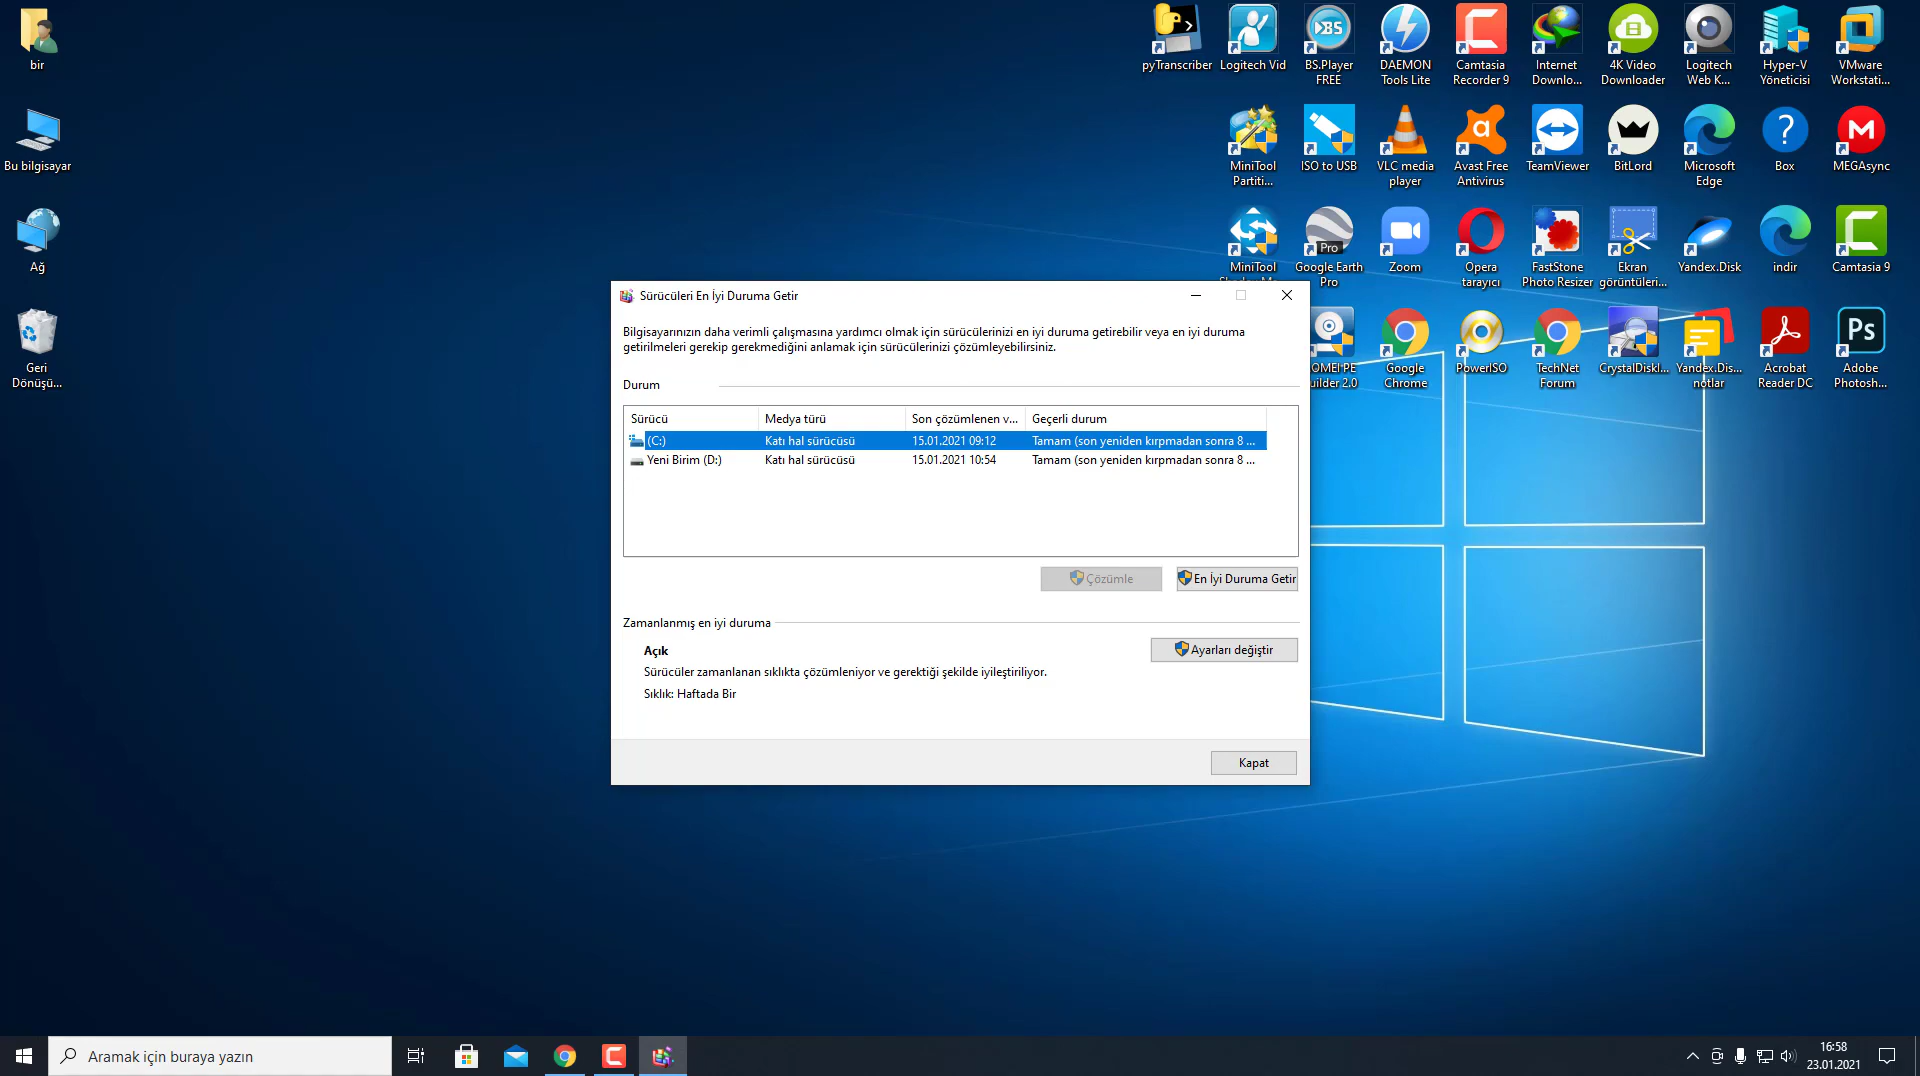 bir
Bu bilgisayar
Ağ
Geri
Dönüşü...
pyTranscriber
Logitech Vid
BS.Player
FREE
DAEMON
Tools Lite
Camtasia
Recorder 9
Internet
Downlo...
4K Video
Downloader
Logitech
Web K...
Hyper-V
Yöneticisi
VMware
Workstati...
MiniTool
Partiti...
ISO to USB
VLC media
player
Avast Free
Antivirus
TeamViewer
BitLord
Microsoft
Edge
Box
MEGAsync
MiniTool
Pro
Google Earth
Pro
Zoom
Opera
tarayıcı
FastStone
Photo Resizer
Ekran
görüntüleri...
Yandex.Disk
indir
Camtasia 9
OMEI PE
uilder 2.0
Google
Chrome
PowerISO
TechNet
Forum
CrystalDiskI...
Yandex.Dis...
notlar
Acrobat
Reader DC
Ps
Adobe
Photosh...
Sürücüleri En İyi Duruma Getir
Bilgisayarınızın daha verimli çalışmasına yardımcı olmak için sürücülerinizi en iyi duruma getirebilir veya en iyi duruma
getirilmeleri gerekip gerekmediğini anlamak için sürücülerinizi çözümleyebilirsiniz.
Durum
Sürücü Medya türü Son çözümlenen v... Geçerli durum
(C:) Katı hal sürücüsü 15.01.2021 09:12 Tamam (son yeniden kırpmadan sonra 8 ...
Yeni Birim (D:) Katı hal sürücüsü 15.01.2021 10:54 Tamam (son yeniden kırpmadan sonra 8 ...
Çözümle
En İyi Duruma Getir
Zamanlanmış en iyi duruma
Açık
Ayarları değiştir
Sürücüler zamanlanan sıklıkta çözümleniyor ve gerektiği şekilde iyileştiriliyor.
Sıklık: Haftada Bir
Kapat
Aramak için buraya yazın
16:58
23.01.2021